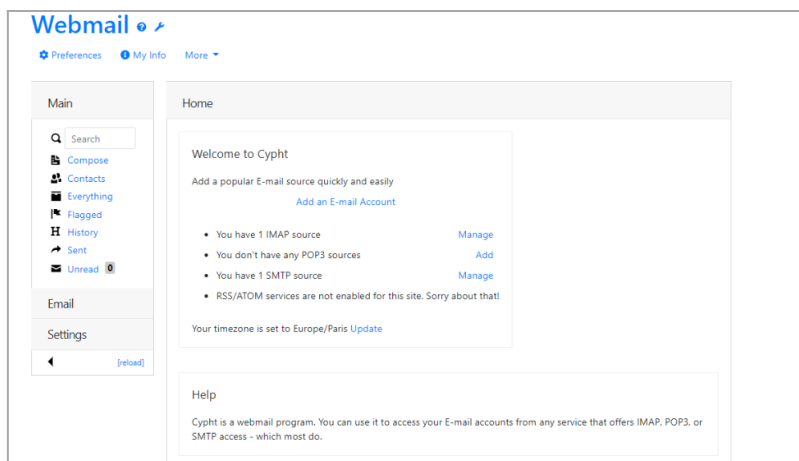 Webmail
Preferences My Info More
Main
Search
Compose
Contacts
Everything
Flagged
History
Sent
Unread 0
Email
Settings
[reload]
Home
Welcome to Cypht
Add a popular E-mail source quickly and easily
Add an E-mail Account
You have 1 IMAP source Manage
You don't have any POP3 sources Add
You have 1 SMTP source Manage
RSS/ATOM services are not enabled for this site. Sorry about that!
Your timezone is set to Europe/Paris Update
Help
Cypht is a webmail program. You can use it to access your E-mail accounts from any service that offers IMAP, POP3, or
SMTP access - which most do.